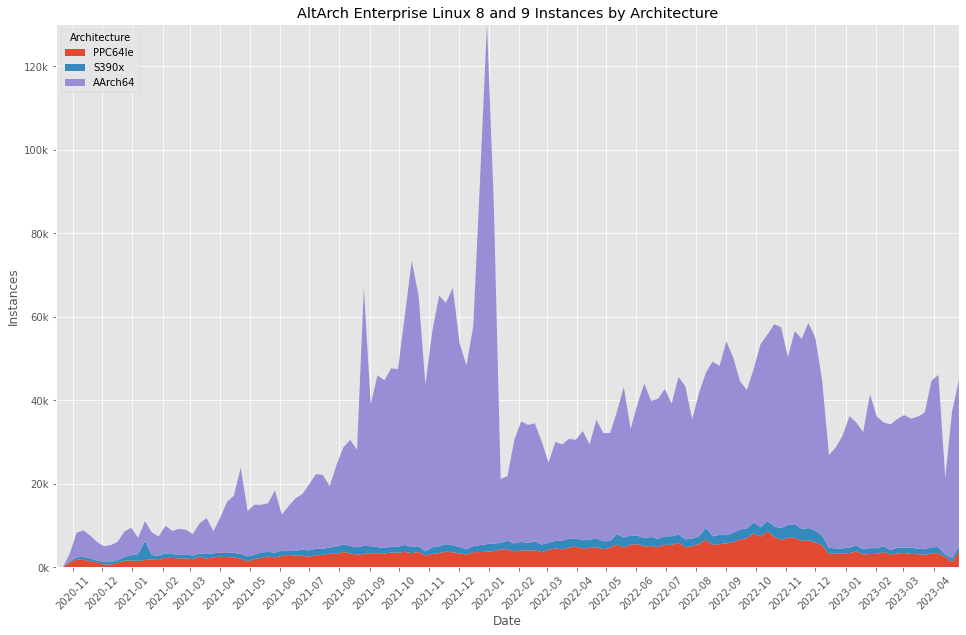 AltArch Enterprise Linux 8 and 9 Instances by Architecture
Architecture
PPC64le
S390x
AArch64
120k
100k
80k
60k
40k
20k
0k
Instances
2020-11
2020-12
2021-01
2021-02
2021-03
2021-04
2021-05
2021-06
2021-07
2021-08
2021-09
2021-10
2021-11
2021-12
2022-01
2022-02
2022-03
2022-04
2022-05
2022-06
2022-07
2022-08
2022-09
2022-10
2022-11
2022-12
2023-01
2023-02
2023-03
2023-04
Date